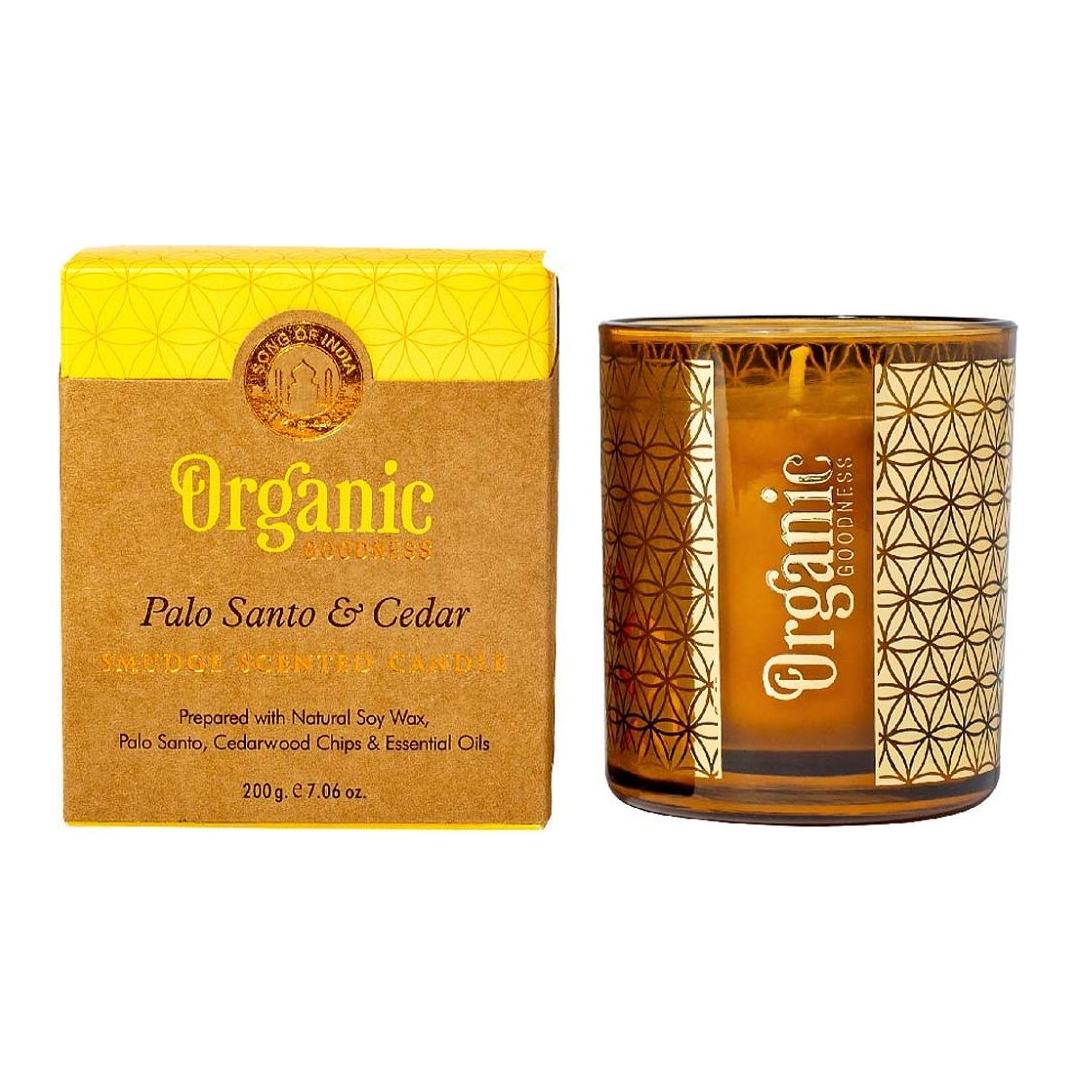 SONG OF INDIA
Organic
GOODNESS
Palo Santo & Cedar
SMUDGE SCENTED CANDLE
Prepared with Natural Soy Wax,
Palo Santo, Cedarwood Chips & Essential Oils
200g. ℮ 7.06 oz.
Organic
GOODNESS